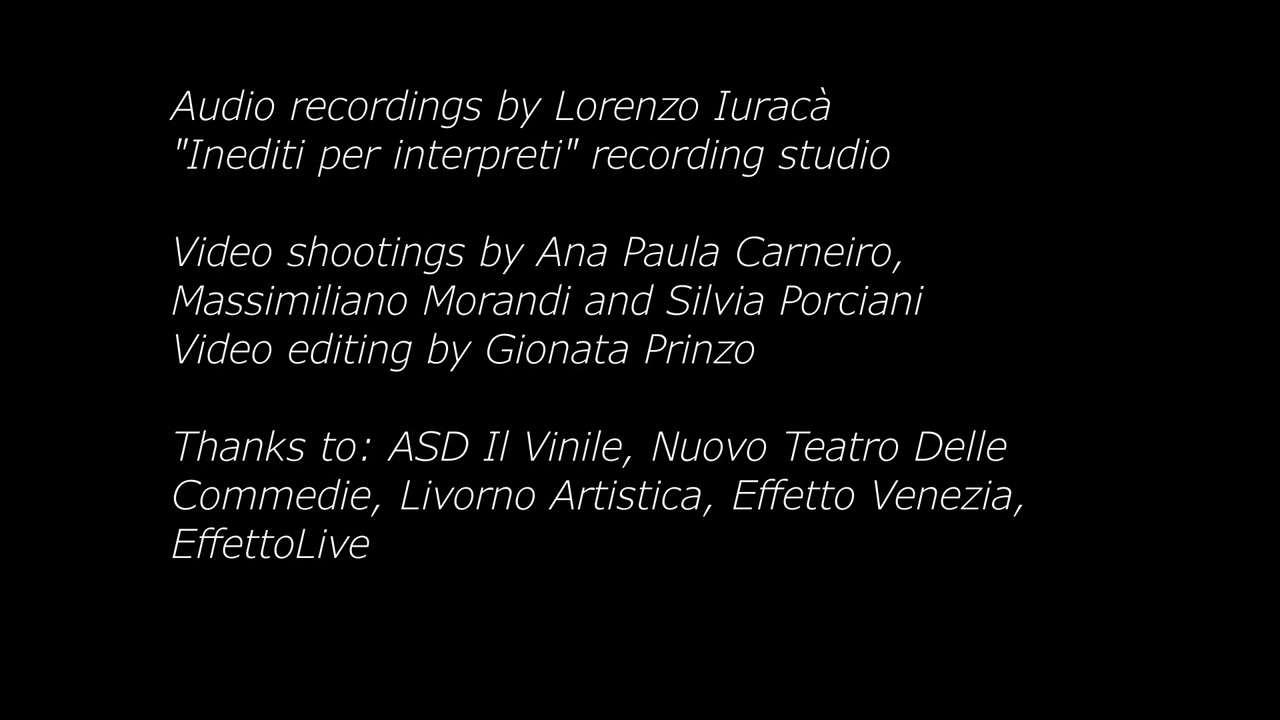 Audio recordings by Lorenzo Iuracà
"Inediti per interpreti" recording studio
Video shootings by Ana Paula Carneiro,
Massimiliano Morandi and Silvia Porciani
Video editing by Gionata Prinzo
Thanks to: ASD Il Vinile, Nuovo Teatro Delle
Commedie, Livorno Artistica, Effetto Venezia,
EffettoLive